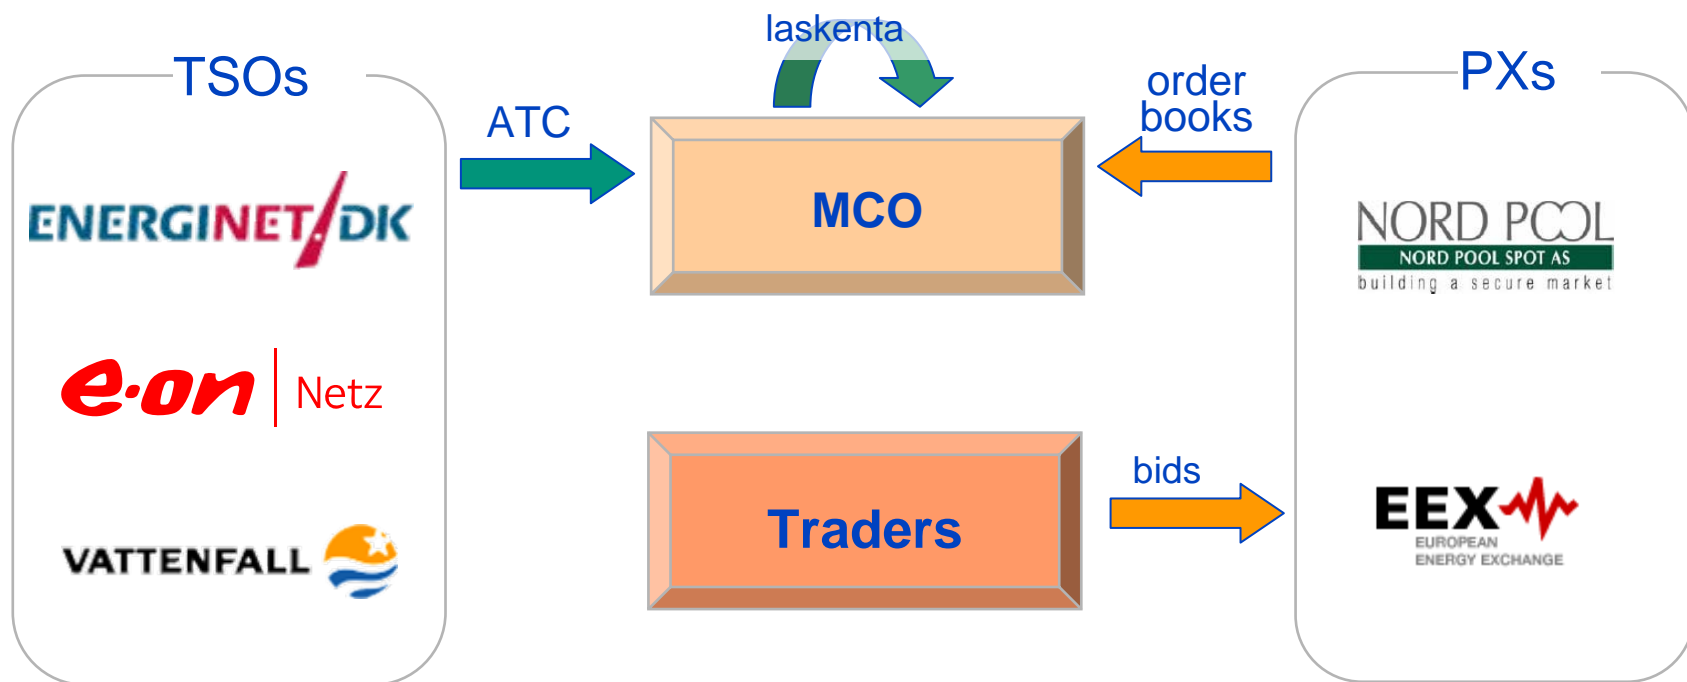 laskenta
TSOs
PXs
ATC
order
books
MCO
ENERGINET/DK
NORD POOL
NORD POOL SPOT AS
building a secure market
e·on | Netz
bids
Traders
EEX
EUROPEAN
ENERGY EXCHANGE
VATTENFALL